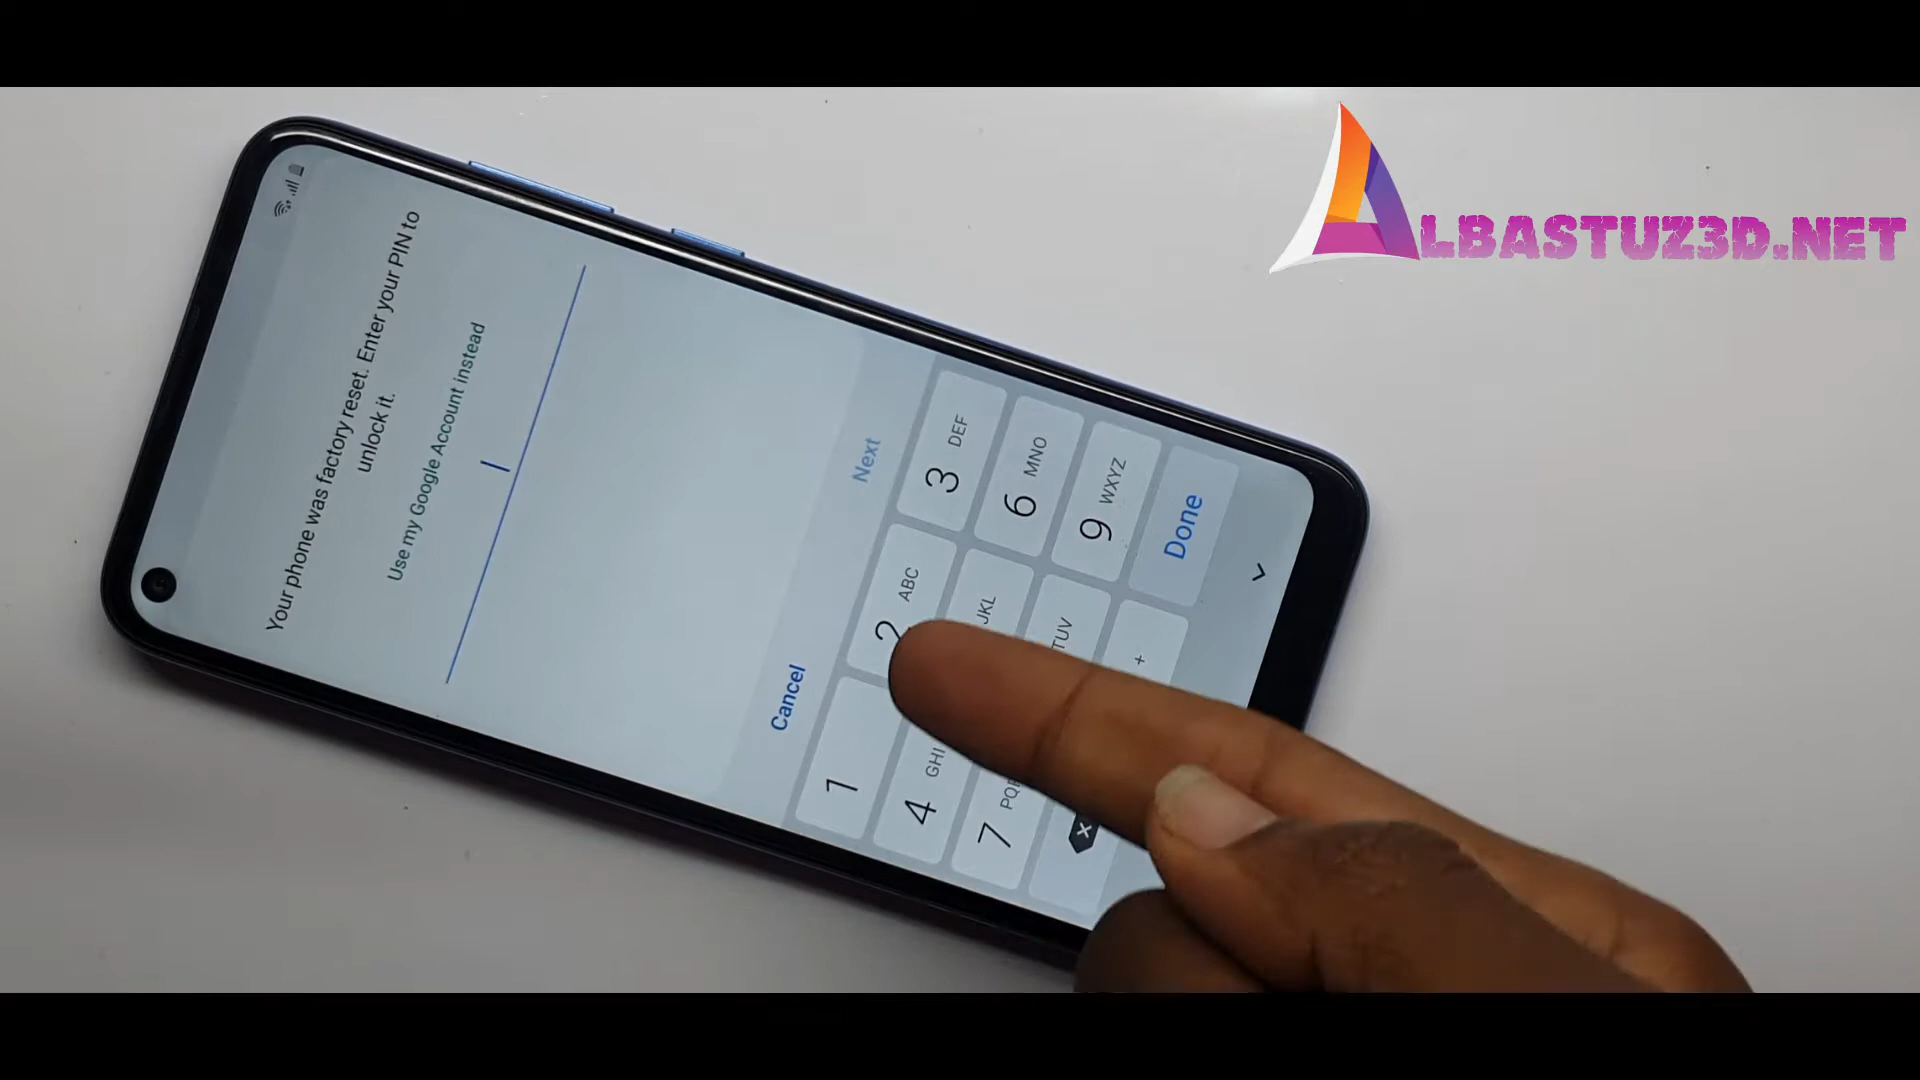 ALBASTUZ3D.NET
Your phone was factory reset. Enter your PIN to
unlock it.
Use my Google Account instead
Cancel
Next
1
2 ABC
3 DEF
4 GHI
JKL
6 MNO
7
TUV
9 WXYZ
+
Done